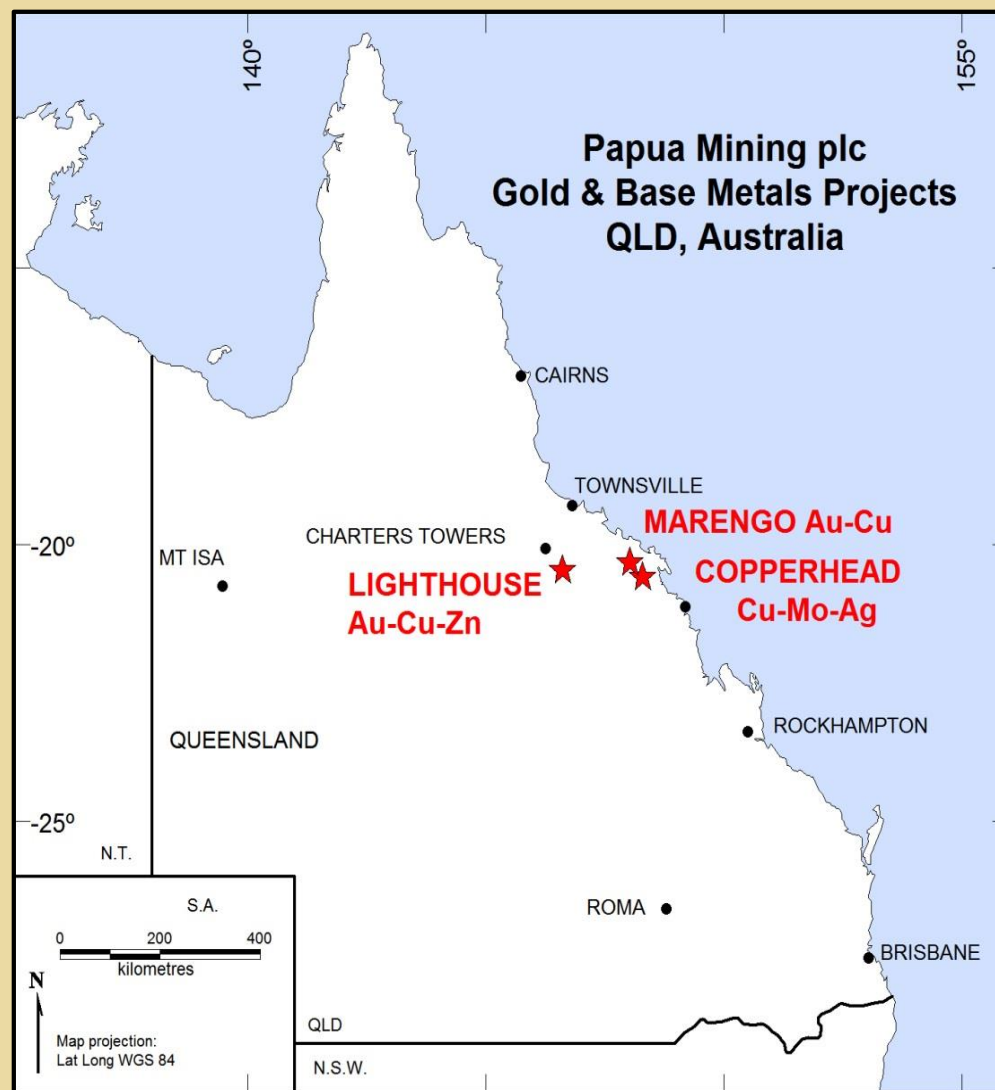 140º
155º
Papua Mining plc
Gold & Base Metals Projects
QLD, Australia
CAIRNS
TOWNSVILLE
MARENGO Au-Cu
CHARTERS TOWERS
-20º
MT ISA
COPPERHEAD
Cu-Mo-Ag
LIGHTHOUSE
Au-Cu-Zn
ROCKHAMPTON
QUEENSLAND
-25º
N.T.
S.A.
ROMA
0 200 400
kilometres
BRISBANE
N
QLD
Map projection:
Lat Long WGS 84
N.S.W.